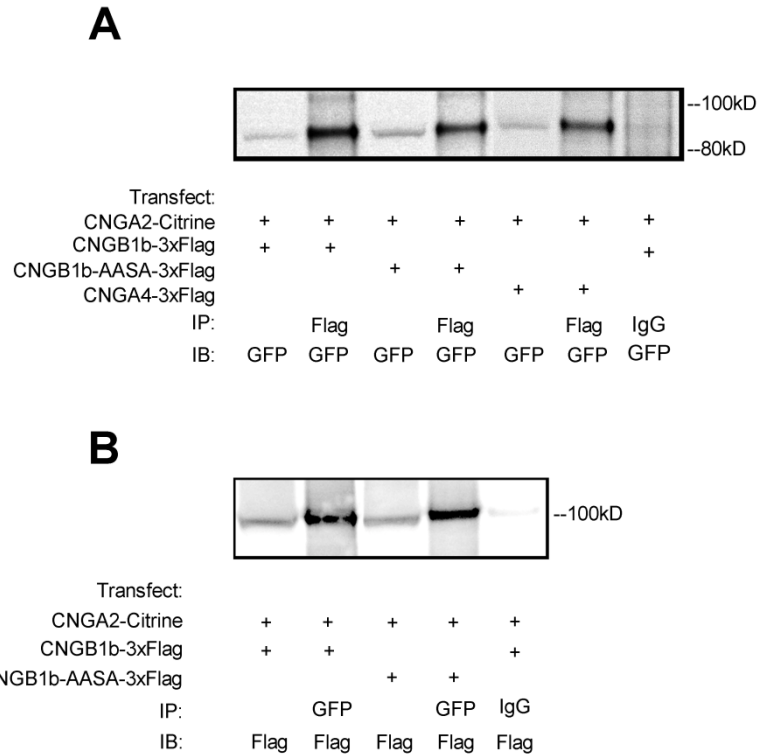 A
--100kD
--80kD
Transfect:
CNGA2-Citrine + + + + + + +
CNGB1b-3xFlag + + +
CNGB1b-AASA-3xFlag + +
CNGA4-3xFlag + +
IP: Flag Flag Flag IgG
IB: GFP GFP GFP GFP GFP GFP GFP
B
--100kD
Transfect:
CNGA2-Citrine + + + + +
CNGB1b-3xFlag + + +
NGB1b-AASA-3xFlag + +
IP: GFP GFP IgG
IB: Flag Flag Flag Flag Flag